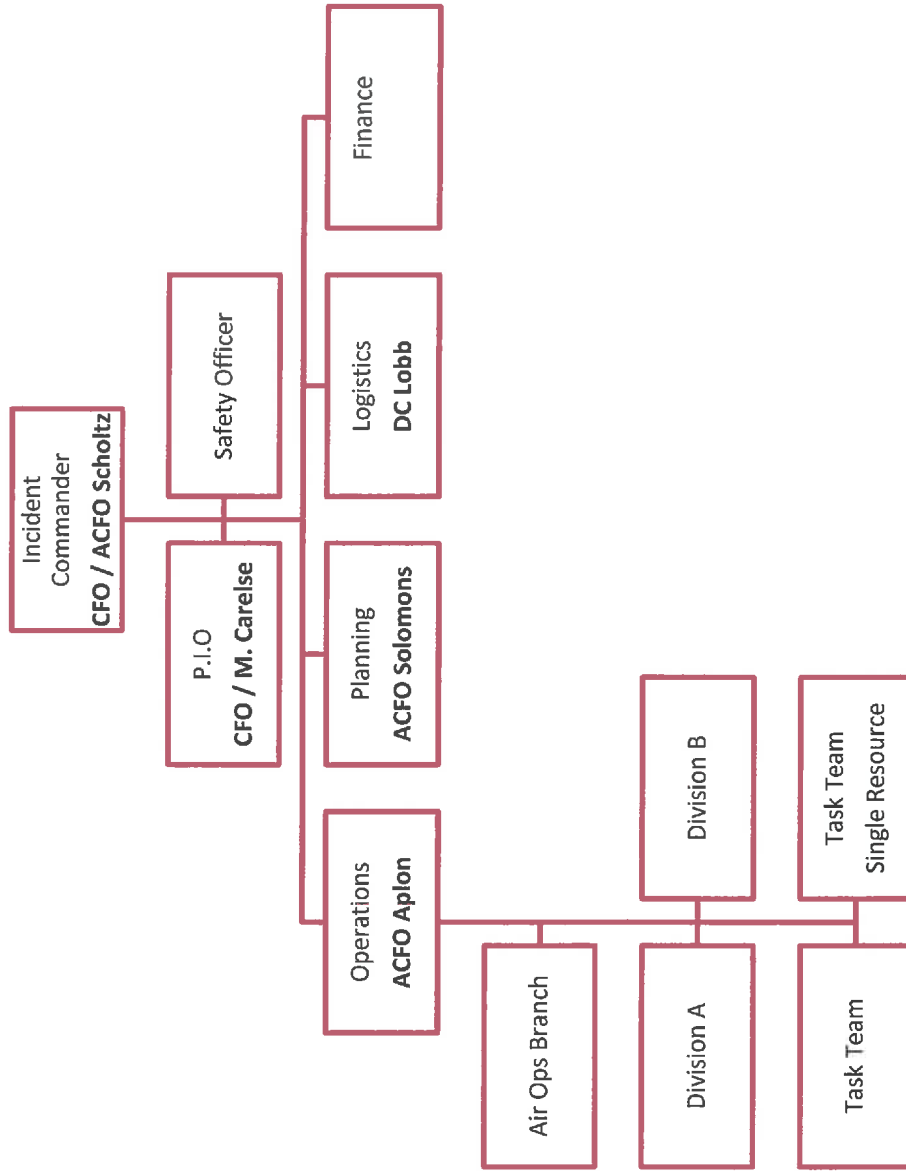 Incident
Commander
CFO / ACFO Scholtz
P.I.O
CFO / M. Carelse
Safety Officer
Operations
ACFO Aplon
Planning
ACFO Solomons
Logistics
DC Lobb
Finance
Air Ops Branch
Division A
Division B
Task Team
Task Team
Single Resource